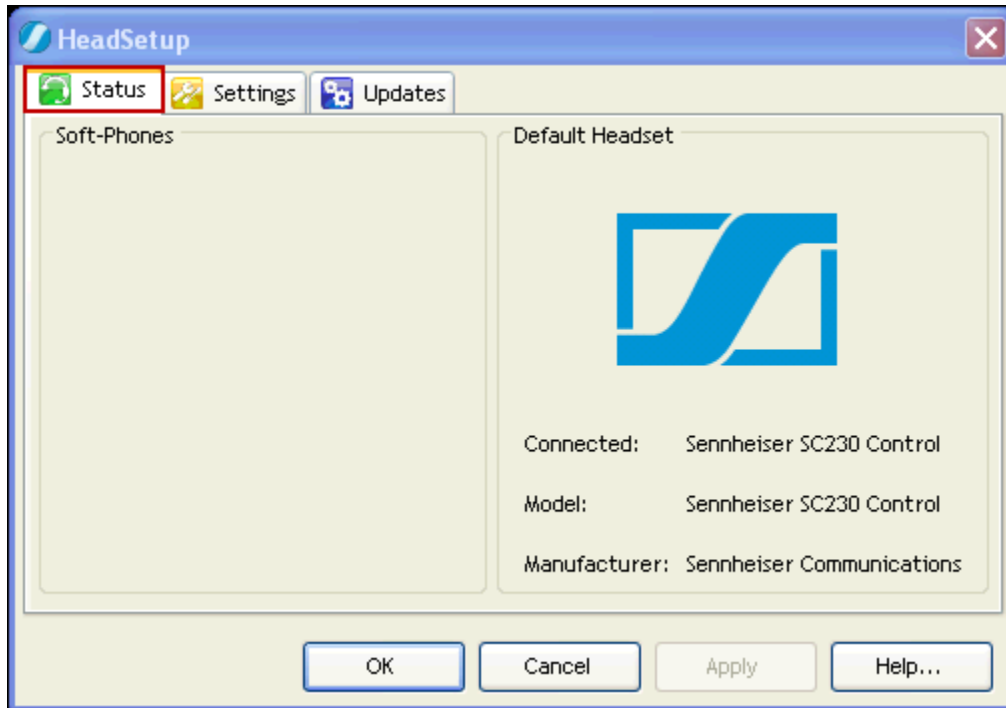 HeadSetup
Status Settings Updates
Soft-Phones
Default Headset
Connected: Sennheiser SC230 Control
Model: Sennheiser SC230 Control
Manufacturer: Sennheiser Communications
OK Cancel Apply Help...